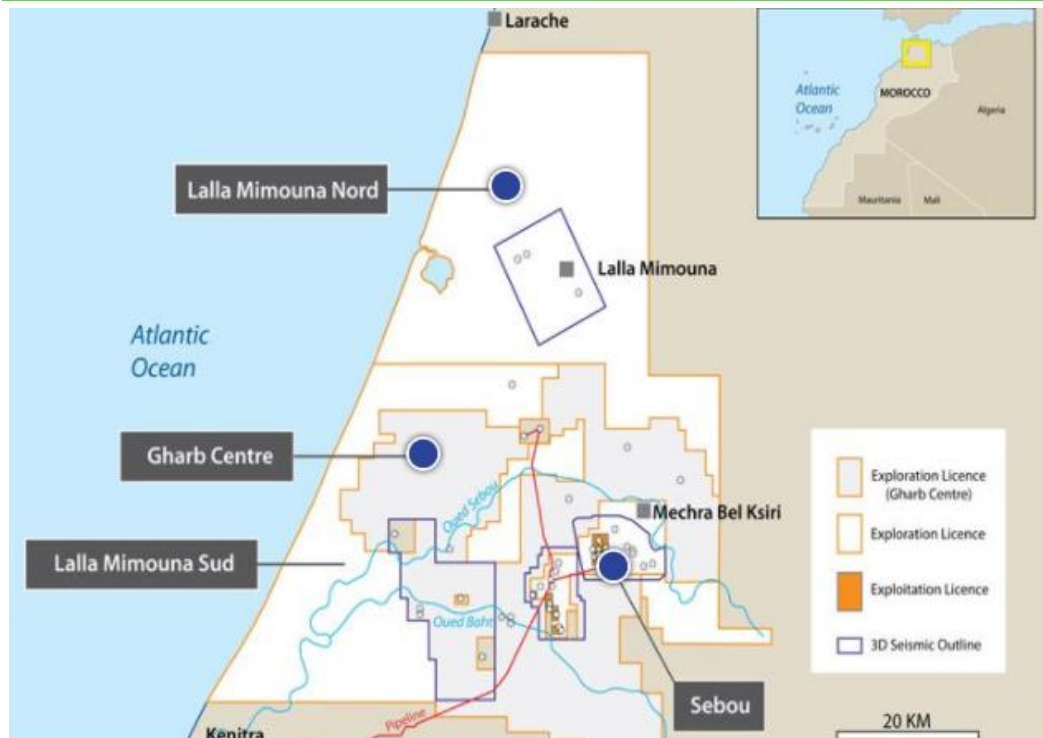 Larache
Atlantic
Ocean
MOROCCO
Algeria
Mauritania
Mali
Lalla Mimouna Nord
Lalla Mimouna
Atlantic
Ocean
Gharb Centre
Oued Sebou
Mechra Bel Ksiri
Lalla Mimouna Sud
Oued Baht
Sebou
Pipeline
Kenitra
Exploration Licence
(Gharb Centre)
Exploration Licence
Exploitation Licence
3D Seismic Outline
20 KM